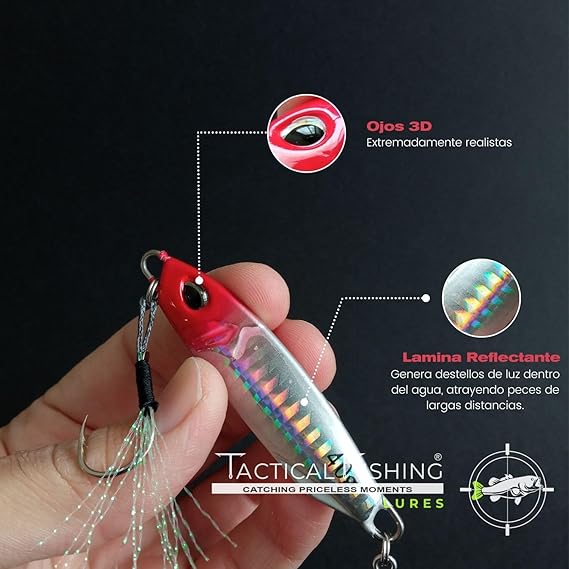 Ojos 3D
Extremadamente realistas
Lamina Reflectante
Genera destellos de luz dentro
del agua, atrayendo peces de
largas distancias.
TACTICAL FISHING®
CATCHING PRICELESS MOMENTS
LURES